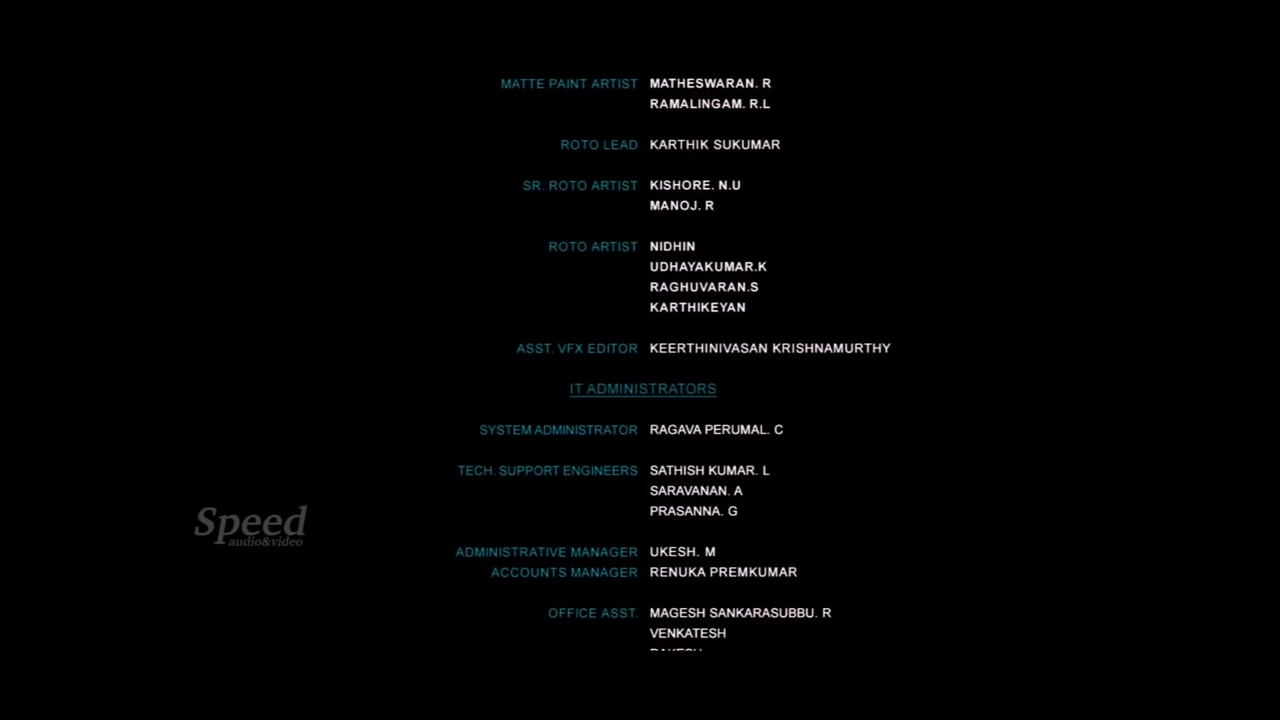 MATTE PAINT ARTIST MATHESWARAN. R
RAMALINGAM. R.L
ROTO LEAD KARTHIK SUKUMAR
SR. ROTO ARTIST KISHORE. N.U
MANOJ. R
ROTO ARTIST NIDHIN
UDHAYAKUMAR.K
RAGHUVARAN.S
KARTHIKEYAN
ASST. VFX EDITOR KEERTHINIVASAN KRISHNAMURTHY
IT ADMINISTRATORS
SYSTEM ADMINISTRATOR RAGAVA PERUMAL. C
TECH. SUPPORT ENGINEERS SATHISH KUMAR. L
SARAVANAN. A
PRASANNA. G
Speed
audio&video
ADMINISTRATIVE MANAGER UKESH. M
ACCOUNTS MANAGER RENUKA PREMKUMAR
OFFICE ASST. MAGESH SANKARASUBBU. R
VENKATESH